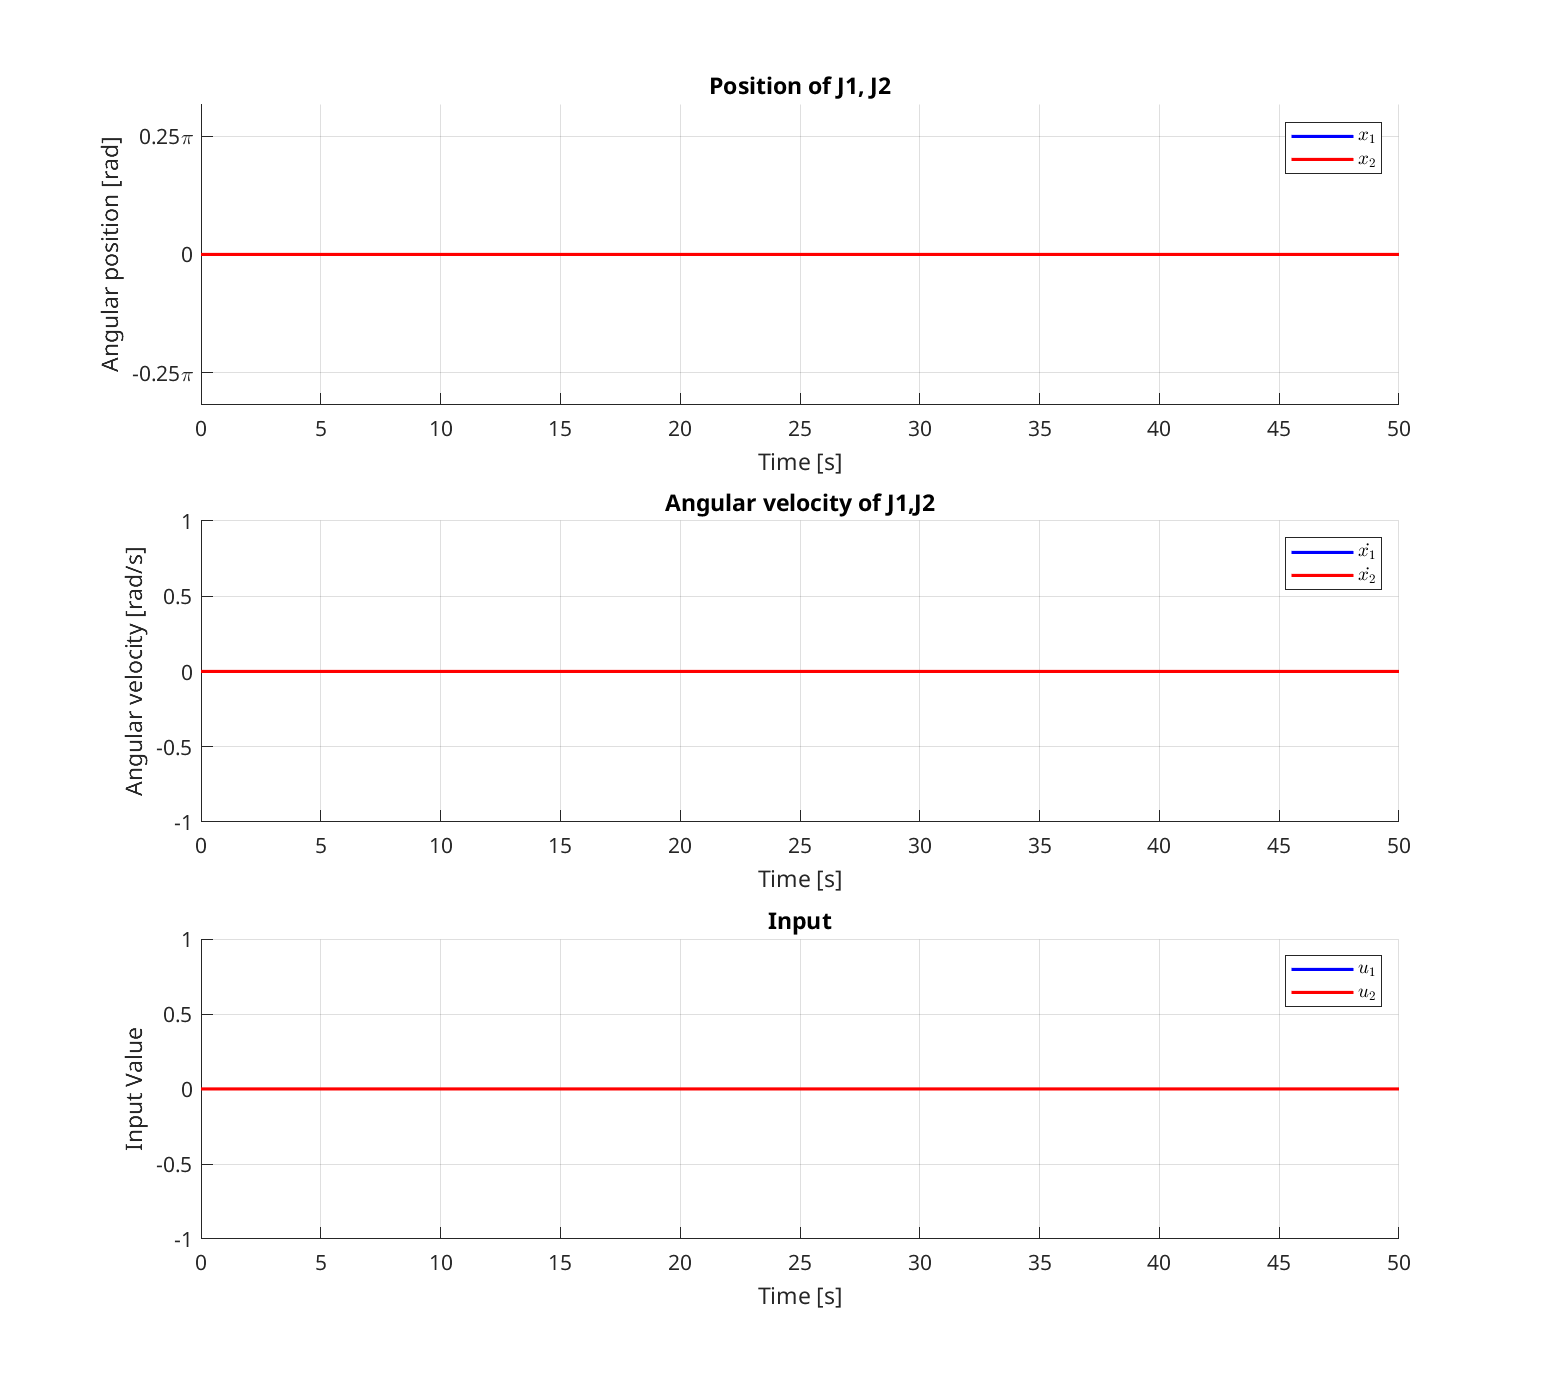 Position of J1, J2
Angular position [rad]
0.25π
0
-0.25π
x₁
x₂
0 5 10 15 20 25 30 35 40 45 50
Time [s]
Angular velocity of J1,J2
Angular velocity [rad/s]
1
0.5
0
-0.5
-1
ẋ₁
ẋ₂
0 5 10 15 20 25 30 35 40 45 50
Time [s]
Input
Input Value
1
0.5
0
-0.5
-1
u₁
u₂
0 5 10 15 20 25 30 35 40 45 50
Time [s]